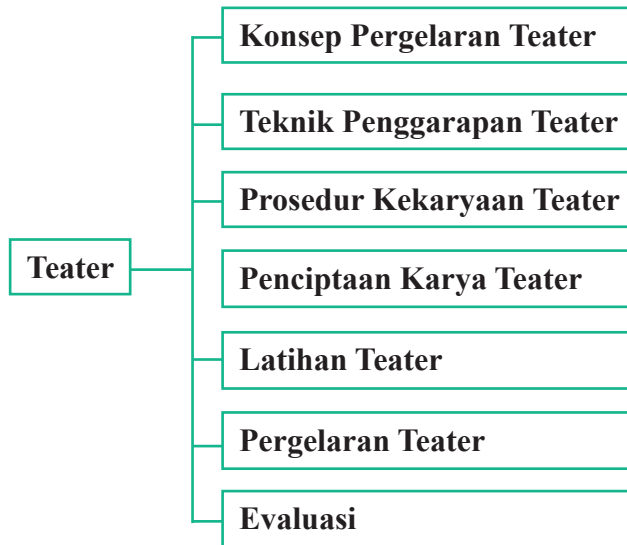 Konsep Pergelaran Teater
Teknik Penggarapan Teater
Prosedur Kekaryaan Teater
Teater
Penciptaan Karya Teater
Latihan Teater
Pergelaran Teater
Evaluasi